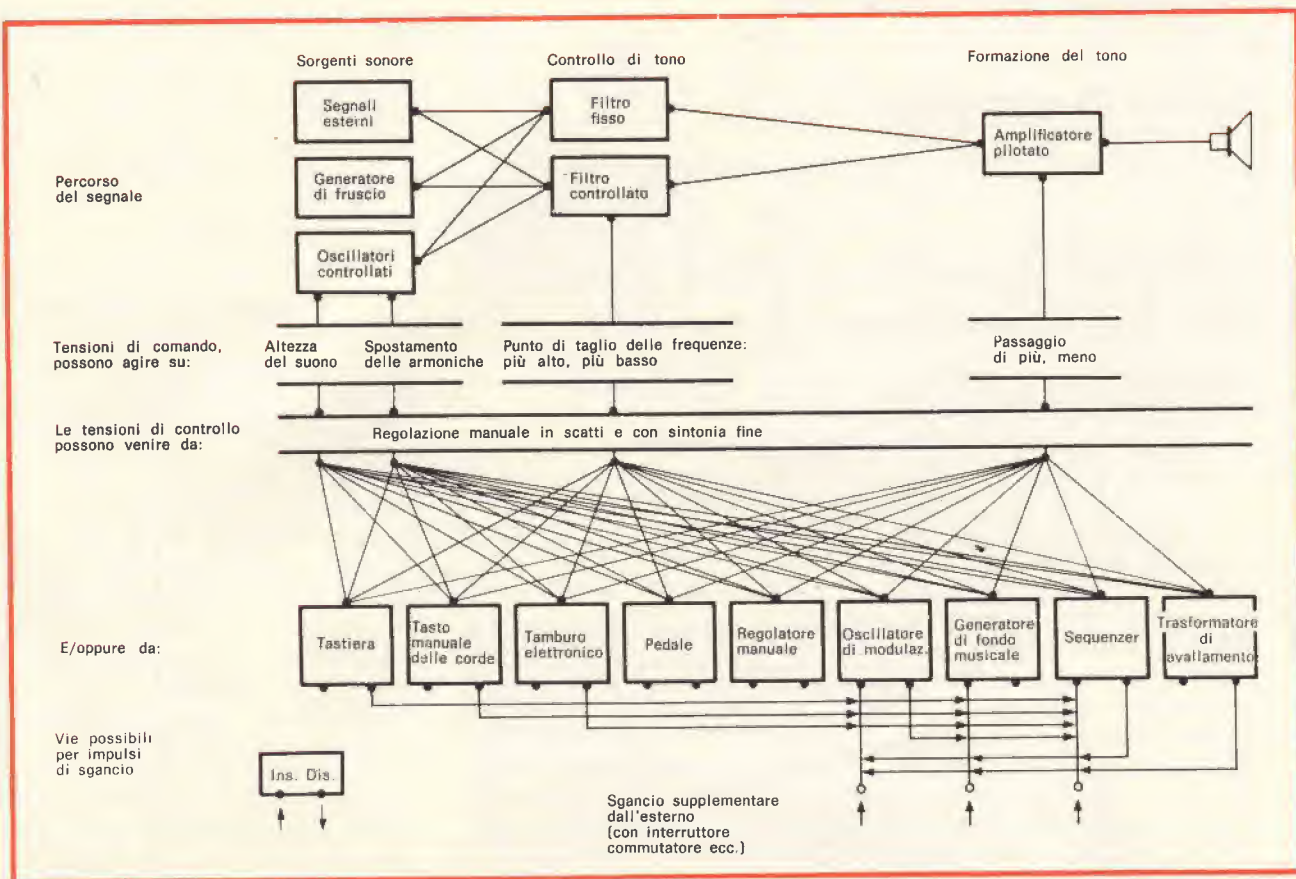 Sorgenti sonore
Controllo di tono
Formazione del tono
Segnali
esterni
Filtro
fisso
Amplificatore
pilotato
Percorso
del segnale
Generatore
di fruscio
Filtro
controllato
Oscillatori
controllati
Tensioni di comando,
possono agire su:
Altezza
del suono
Spostamento
delle armoniche
Punto di taglio delle frequenze:
più alto, più basso
Passaggio
di più, meno
Le tensioni di controllo
possono venire da:
Regolazione manuale in scatti e con sintonia fine
E/oppure da:
Tastiera
Tasto
manuale
delle corde
Tamburo
elettronico
Pedale
Regolatore
manuale
Oscillatore
di modulaz.
Generatore
di fondo
musicale
Sequenzer
Trasformatore
di
avallamento
Vie possibili
per impulsi
di sgancio
Ins. Dis.
Sgancio supplementare
dall'esterno
(con interruttore
commutatore ecc.)